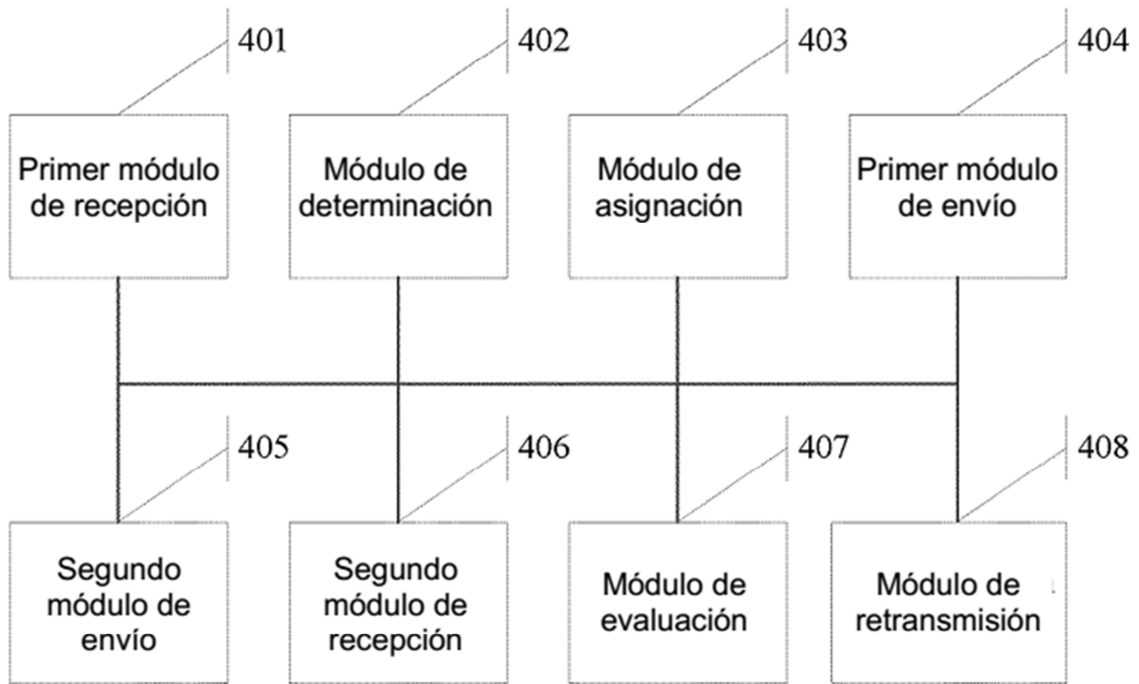 401
402
403
404
Primer módulo
de recepción
Módulo de
determinación
Módulo de
asignación
Primer módulo
de envío
405
406
407
408
Segundo
módulo de
envío
Segundo
módulo de
recepción
Módulo de
evaluación
Módulo de
retransmisión